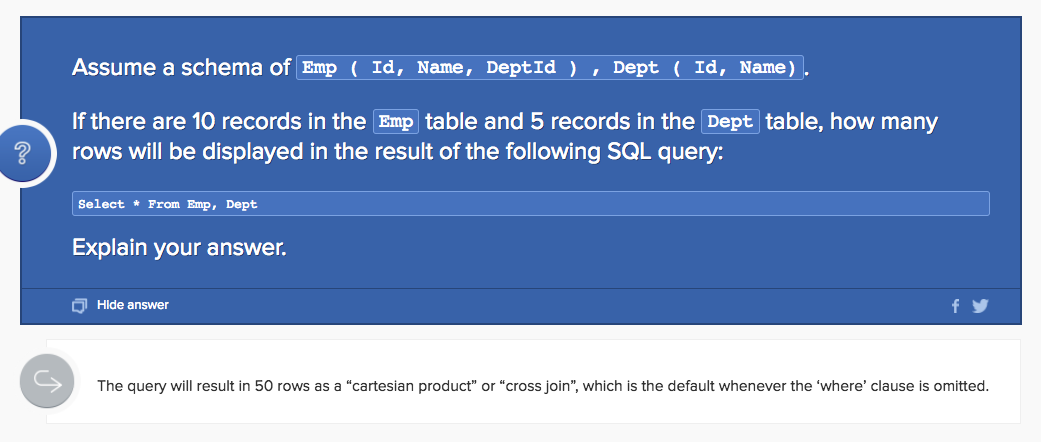 Assume a schema of Emp ( Id, Name, DeptId ) , Dept ( Id, Name).
If there are 10 records in the Emp table and 5 records in the Dept table, how many
rows will be displayed in the result of the following SQL query:
?
Select * From Emp, Dept
Explain your answer.
Hide answer
The query will result in 50 rows as a “cartesian product” or “cross join”, which is the default whenever the ‘where’ clause is omitted.